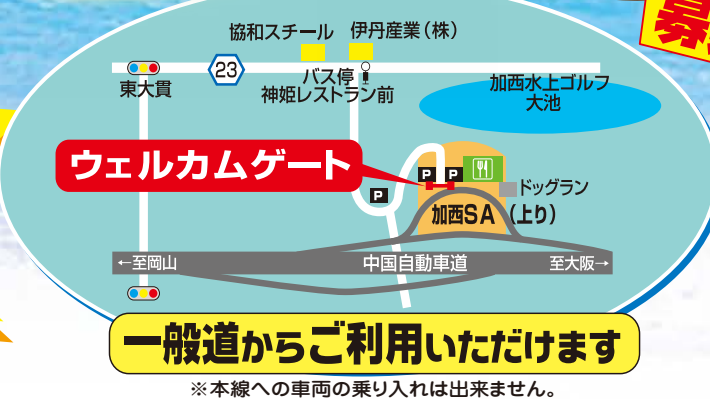 募
協和スチール
伊丹産業（株）
23
東大貫
バス停
神姫レストラン前
加西水上ゴルフ
大池
ウェルカムゲート
P
P
P
ドッグラン
加西SA（上り）
←至岡山
中国自動車道
至大阪→
一般道からご利用いただけます
※本線への車両の乗り入れは出来ません。